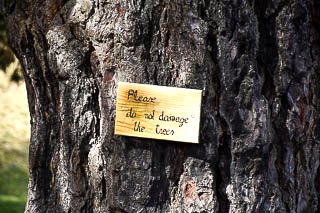 Please
do not damage
the trees